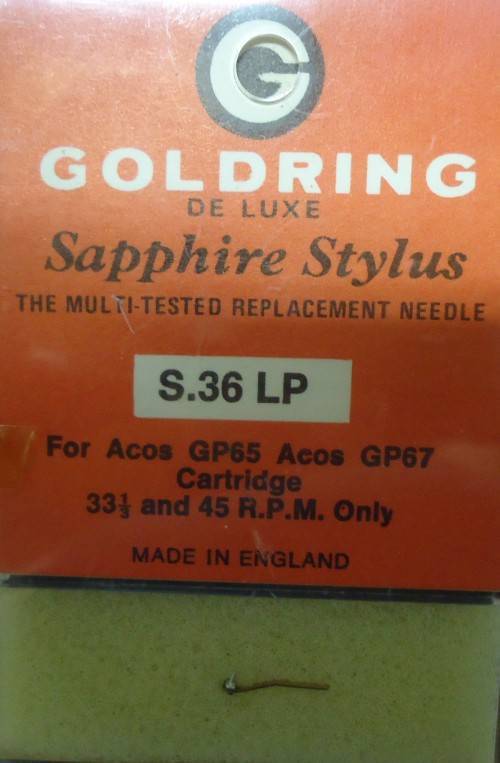 G
GOLDRING
DE LUXE
Sapphire Stylus
THE MULTI-TESTED REPLACEMENT NEEDLE
S.36 LP
For Acos GP65 Acos GP67
Cartridge
33⅓ and 45 R.P.M. Only
MADE IN ENGLAND